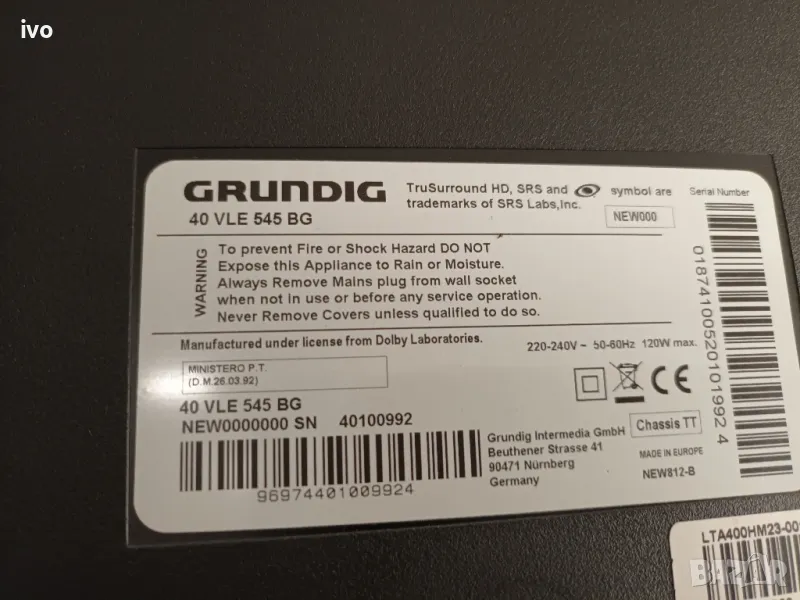 ivo
GRUNDIG
40 VLE 545 BG
TruSurround HD, SRS and symbol are
trademarks of SRS Labs,Inc.
Serial Number
NEW000
WARNING
To prevent Fire or Shock Hazard DO NOT
Expose this Appliance to Rain or Moisture.
Always Remove Mains plug from wall socket
when not in use or before any service operation.
Never Remove Covers unless qualified to do so.
Manufactured under license from Dolby Laboratories.
220-240V ~ 50-60Hz 120W max.
MINISTERO P.T.
(D.M.26.03.92)
CE
40 VLE 545 BG
NEW0000000 SN 40100992
96974401009924
Grundig Intermedia GmbH
Beuthener Strasse 41
90471 Nürnberg
Germany
Chassis TT
MADE IN EUROPE
NEW812-B
018741005201019924
LTA400HM23-00
BAZAR